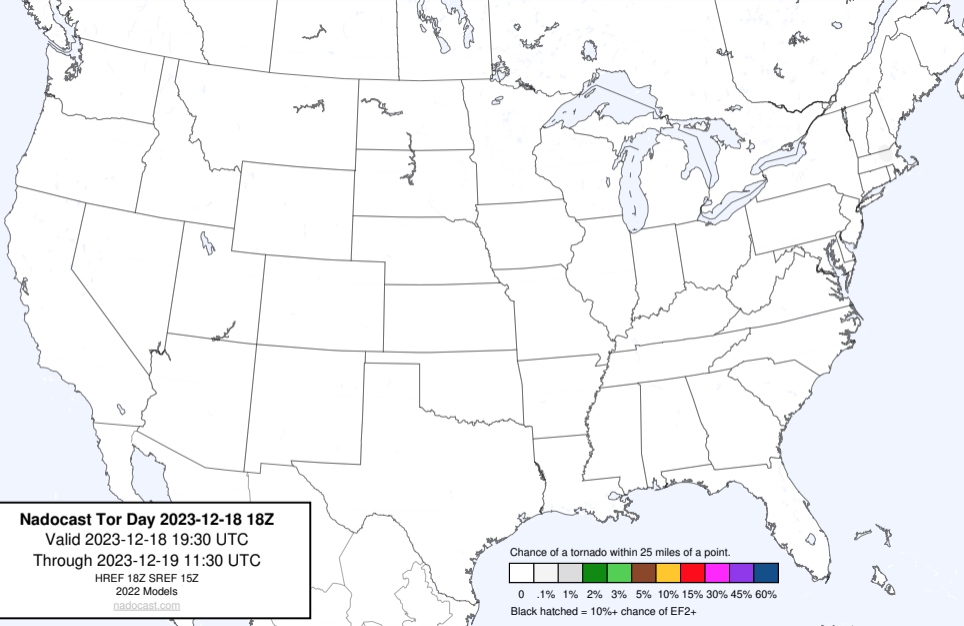 Nadocast Tor Day 2023-12-18 18Z
Valid 2023-12-18 19:30 UTC
Through 2023-12-19 11:30 UTC
HREF 18Z SREF 15Z
2022 Models
nadocast.com
Chance of a tornado within 25 miles of a point.
0 .1% 1% 2% 3% 5% 10% 15% 30% 45% 60%
Black hatched = 10%+ chance of EF2+